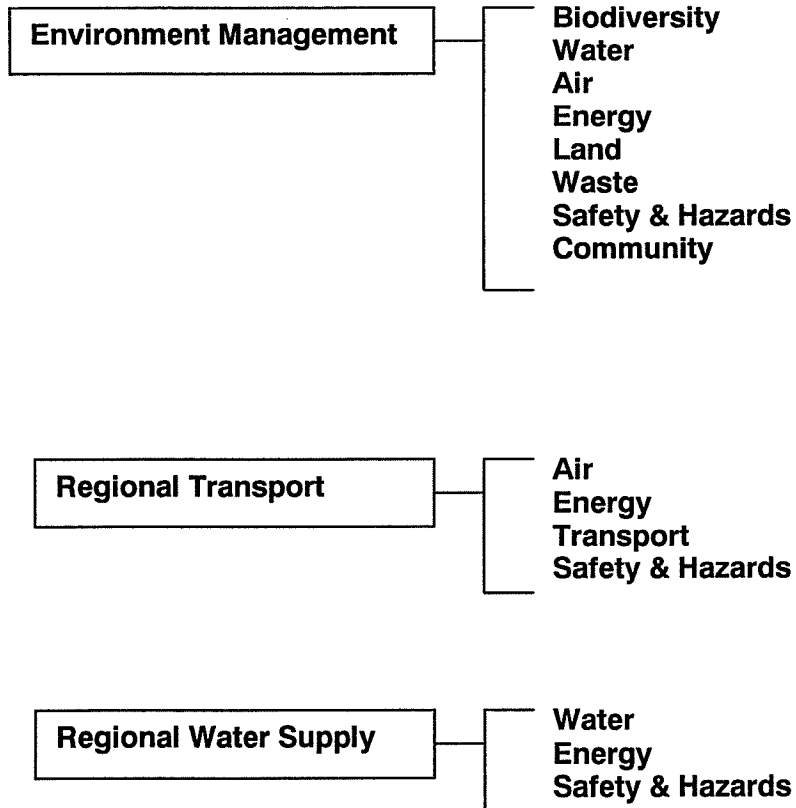 Environment Management
Biodiversity
Water
Air
Energy
Land
Waste
Safety & Hazards
Community
Regional Transport
Air
Energy
Transport
Safety & Hazards
Regional Water Supply
Water
Energy
Safety & Hazards